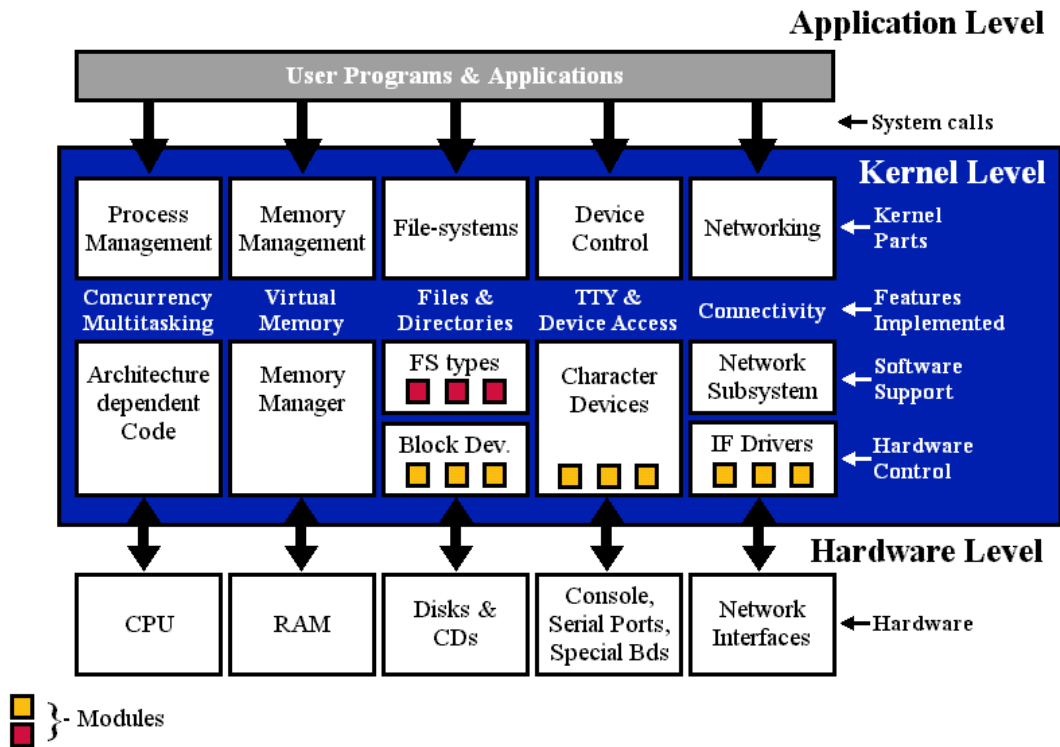 Application Level
User Programs & Applications
System calls
Kernel Level
Process
Management
Memory
Management
File-systems
Device
Control
Networking
Kernel
Parts
Concurrency
Multitasking
Virtual
Memory
Files &
Directories
TTY &
Device Access
Connectivity
Features
Implemented
Architecture
dependent
Code
Memory
Manager
FS types
Character
Devices
Network
Subsystem
Software
Support
Block Dev.
IF Drivers
Hardware
Control
Hardware Level
CPU
RAM
Disks &
CDs
Console,
Serial Ports,
Special Bds
Network
Interfaces
Hardware
}- Modules